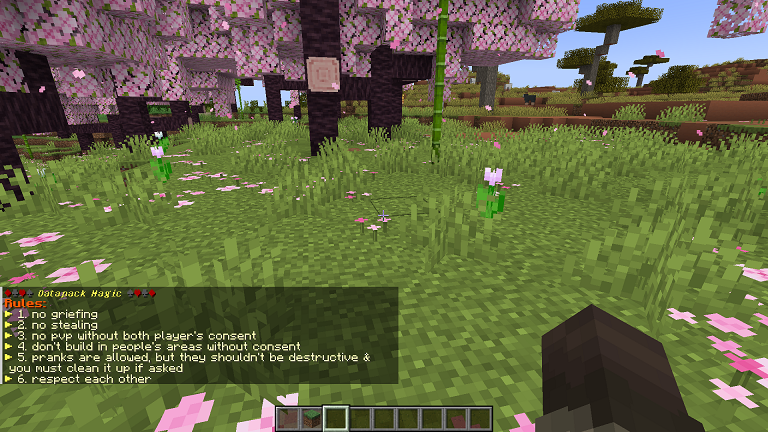 Datapack Magic
Rules:
► 1. no griefing
► 2. no stealing
► 3. no pvp without both player's consent
► 4. don't build in people's areas without consent
► 5. pranks are allowed, but they shouldn't be destructive &
you must clean it up if asked
► 6. respect each other